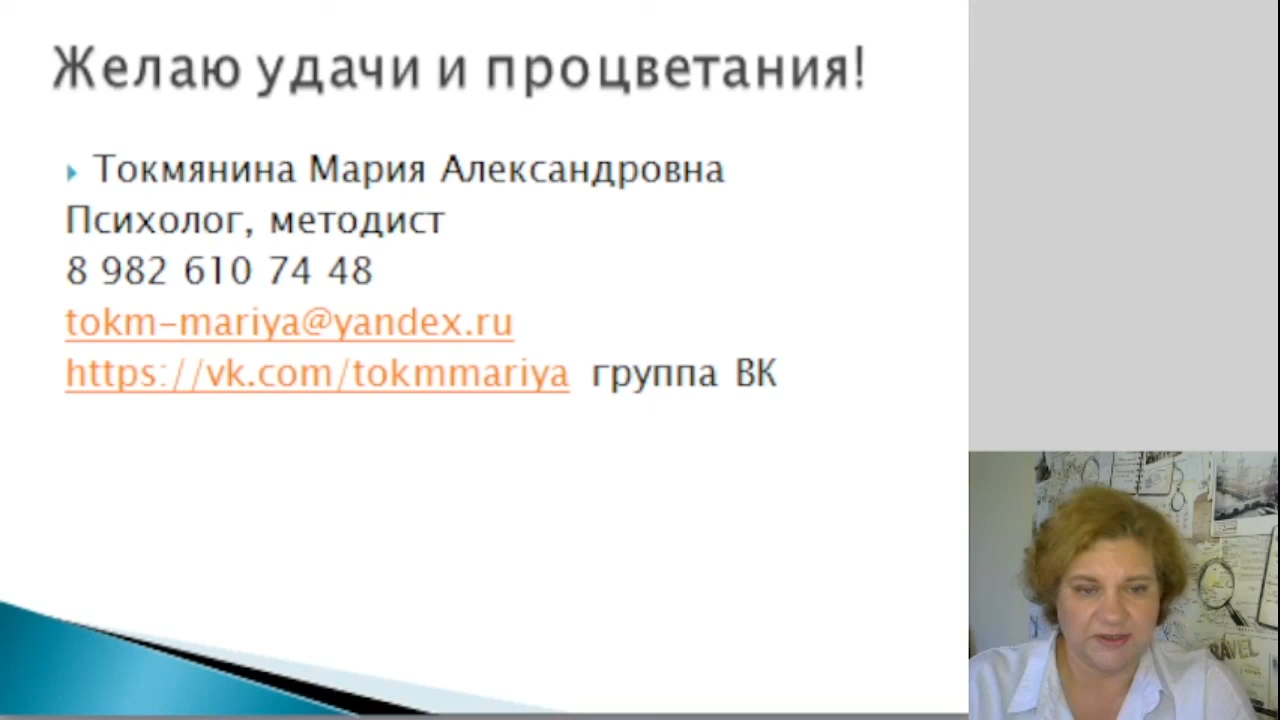 Желаю удачи и процветания!
Токмянина Мария Александровна
Психолог, методист
8 982 610 74 48
tokm-mariya@yandex.ru
https://vk.com/tokmmariya группа ВК
RAVEL